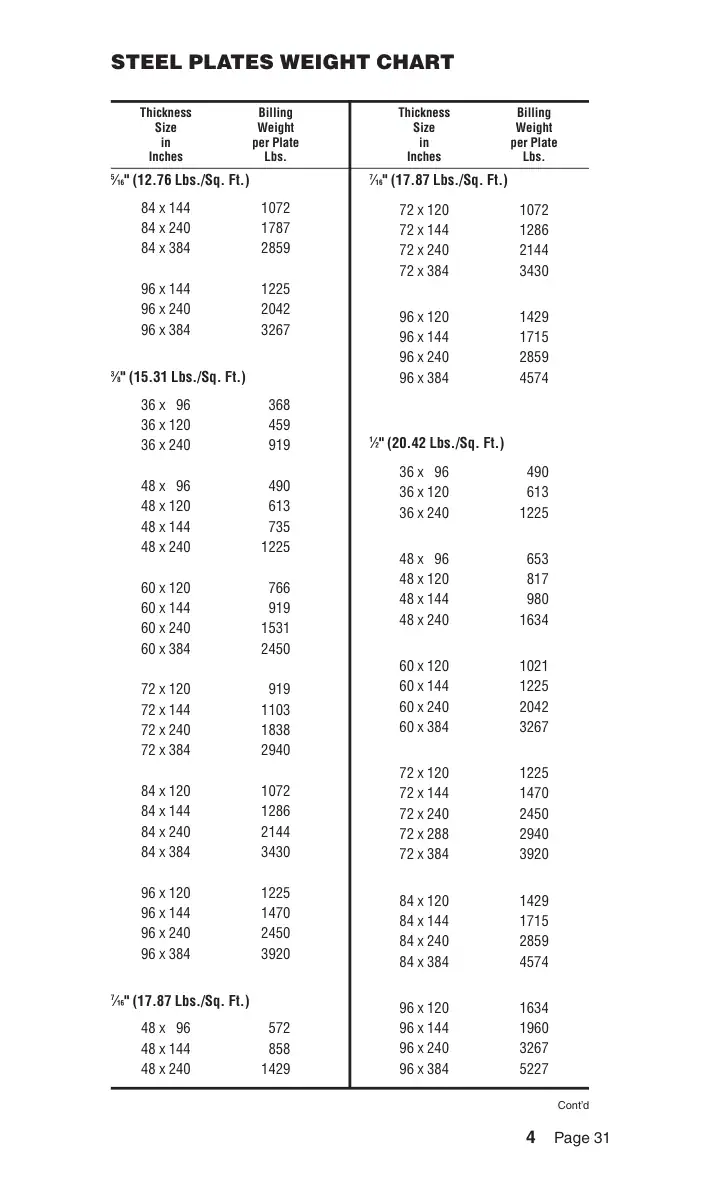 STEEL PLATES WEIGHT CHART
Thickness Billing
Size Weight
in per Plate
Inches Lbs.
5⁄16" (12.76 Lbs./Sq. Ft.)
84 x 144 1072
84 x 240 1787
84 x 384 2859
96 x 144 1225
96 x 240 2042
96 x 384 3267
3⁄8" (15.31 Lbs./Sq. Ft.)
36 x 96 368
36 x 120 459
36 x 240 919
48 x 96 490
48 x 120 613
48 x 144 735
48 x 240 1225
60 x 120 766
60 x 144 919
60 x 240 1531
60 x 384 2450
72 x 120 919
72 x 144 1103
72 x 240 1838
72 x 384 2940
84 x 120 1072
84 x 144 1286
84 x 240 2144
84 x 384 3430
96 x 120 1225
96 x 144 1470
96 x 240 2450
96 x 384 3920
7⁄16" (17.87 Lbs./Sq. Ft.)
48 x 96 572
48 x 144 858
48 x 240 1429
Thickness Billing
Size Weight
in per Plate
Inches Lbs.
7⁄16" (17.87 Lbs./Sq. Ft.)
72 x 120 1072
72 x 144 1286
72 x 240 2144
72 x 384 3430
96 x 120 1429
96 x 144 1715
96 x 240 2859
96 x 384 4574
1⁄2" (20.42 Lbs./Sq. Ft.)
36 x 96 490
36 x 120 613
36 x 240 1225
48 x 96 653
48 x 120 817
48 x 144 980
48 x 240 1634
60 x 120 1021
60 x 144 1225
60 x 240 2042
60 x 384 3267
72 x 120 1225
72 x 144 1470
72 x 240 2450
72 x 288 2940
72 x 384 3920
84 x 120 1429
84 x 144 1715
84 x 240 2859
84 x 384 4574
96 x 120 1634
96 x 144 1960
96 x 240 3267
96 x 384 5227
Cont'd
4 Page 31